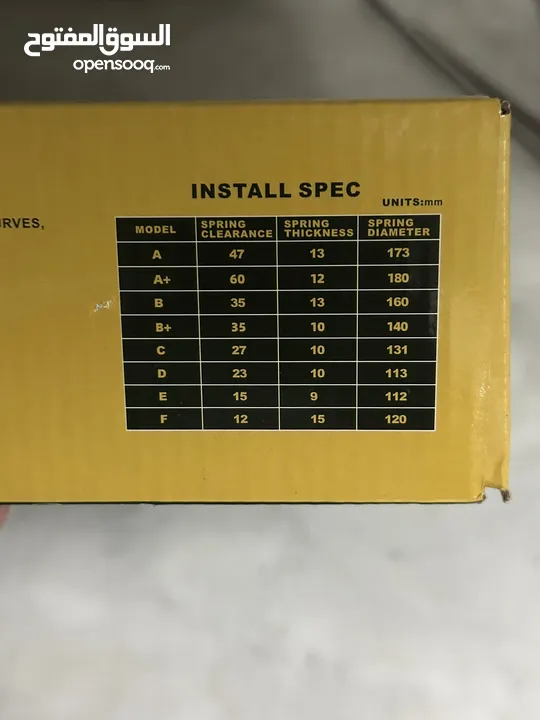 السوق المفتوح
opensooq.com
INSTALL SPEC
UNITS:mm
URVES,
MODEL SPRING CLEARANCE SPRING THICKNESS SPRING DIAMETER
A 47 13 173
A+ 60 12 180
B 35 13 160
B+ 35 10 140
C 27 10 131
D 23 10 113
E 15 9 112
F 12 15 120